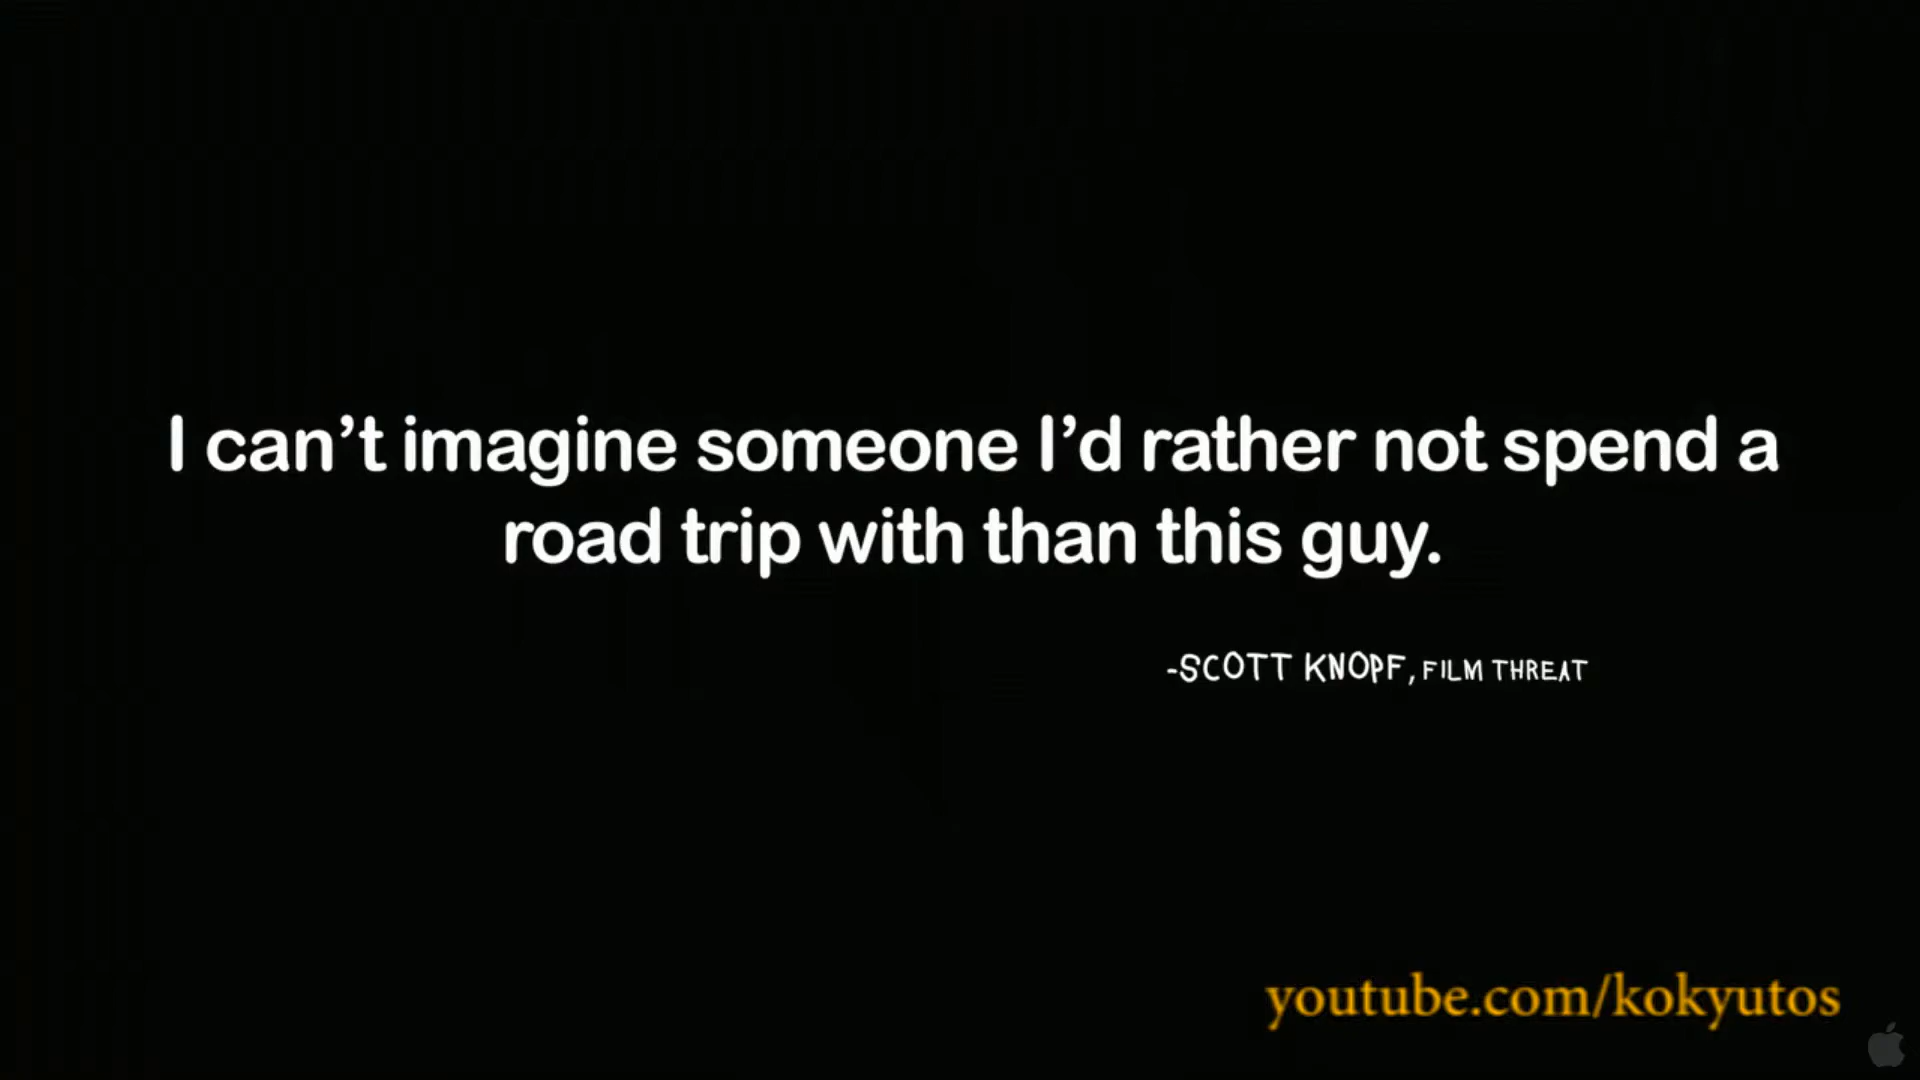 I can’t imagine someone I’d rather not spend a
road trip with than this guy.
-SCOTT KNOPF, FILM THREAT
youtube.com/kokyutos